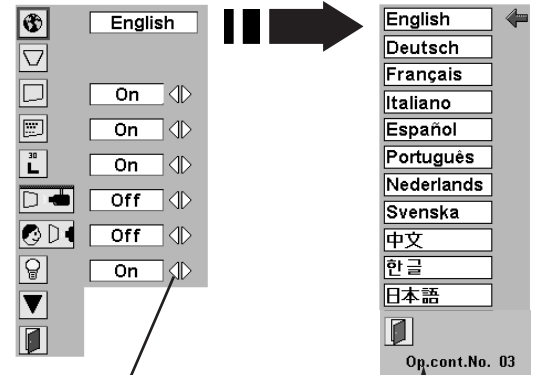 English
On
On
30
L
On
Off
Off
On
English
Deutsch
Français
Italiano
Español
Português
Nederlands
Svenska
中文
한글
日本語
Op.cont.No. 03